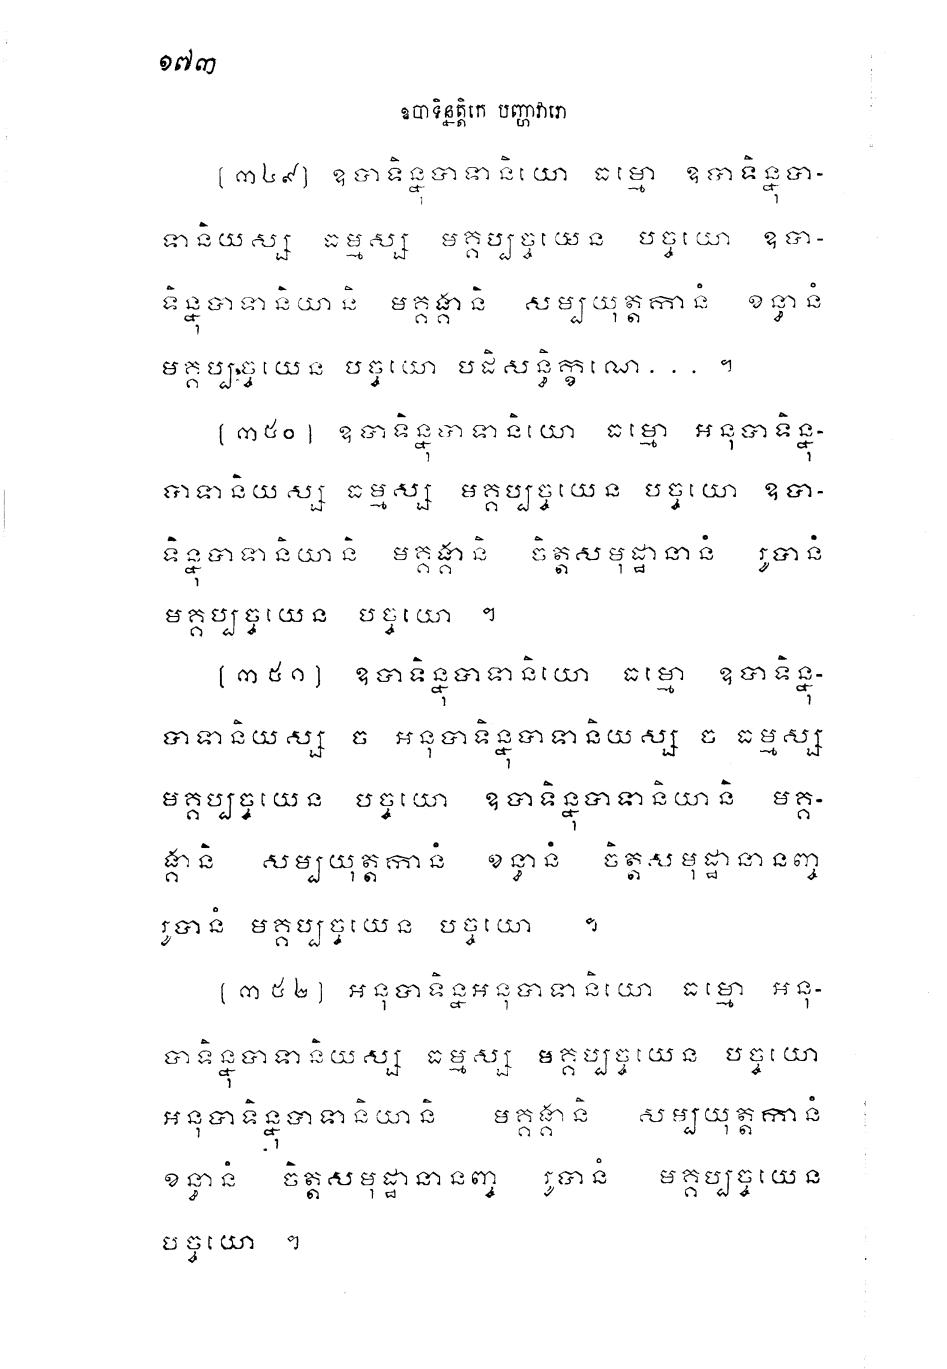 ១៧៣
ឧបាទិន្នត្តិកេ បញ្ហាវារោ
[៣៤៩] ឧបាទិន្នុបាទានិយោ ធម្មោ ឧបាទិន្នុបា-
ទានិយស្ស ធម្មស្ស មគ្គប្បច្ចយេន បច្ចយោ ឧបា-
ទិន្នុបាទានិយានិ មគ្គង្គានិ សម្បយុត្តកានំ ខន្ធានំ
មគ្គប្បច្ចយេន បច្ចយោ បដិសន្ធិក្ខណេ... ។
[៣៥០] ឧបាទិន្នុបាទានិយោ ធម្មោ អនុបាទិន្នុ-
បាទានិយស្ស ធម្មស្ស មគ្គប្បច្ចយេន បច្ចយោ ឧបា-
ទិន្នុបាទានិយានិ មគ្គង្គានិ ចិត្តសមុដ្ឋានានំ រូបានំ
មគ្គប្បច្ចយេន បច្ចយោ ។
[៣៥១] ឧបាទិន្នុបាទានិយោ ធម្មោ ឧបាទិន្នុ-
បាទានិយស្ស ច អនុបាទិន្នុបាទានិយស្ស ច ធម្មស្ស
មគ្គប្បច្ចយេន បច្ចយោ ឧបាទិន្នុបាទានិយានិ មគ្គ-
ង្គានិ សម្បយុត្តកានំ ខន្ធានំ ចិត្តសមុដ្ឋានានញ្ច
រូបានំ មគ្គប្បច្ចយេន បច្ចយោ ។
[៣៥២] អនុបាទិន្នអនុបាទានិយោ ធម្មោ អនុ-
បាទិន្នុបាទានិយស្ស ធម្មស្ស មគ្គប្បច្ចយេន បច្ចយោ
អនុបាទិន្នុបាទានិយានិ មគ្គង្គានិ សម្បយុត្តកានំ
ខន្ធានំ ចិត្តសមុដ្ឋានានញ្ច រូបានំ មគ្គប្បច្ចយេន
បច្ចយោ ។